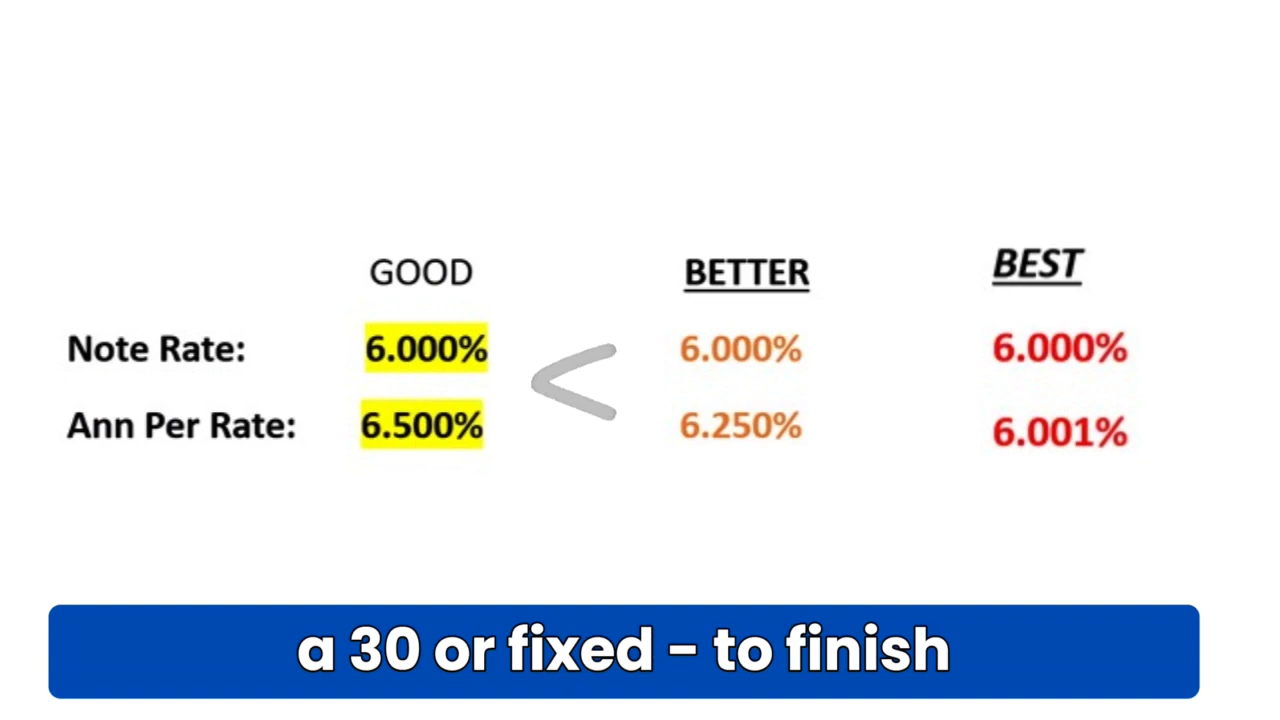 GOOD BETTER BEST
Note Rate: 6.000% < 6.000% 6.000%
Ann Per Rate: 6.500% 6.250% 6.001%
a 30 or fixed - to finish